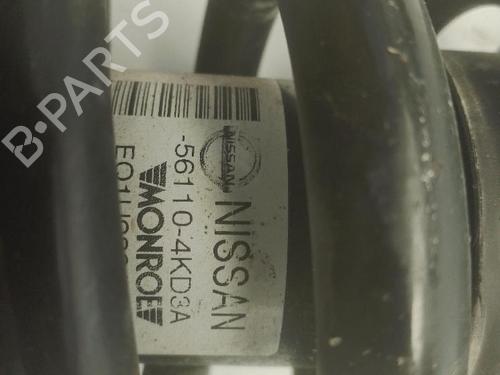 B-PARTS
NISSAN
NISSAN
-56110-4KD3A
MONROE